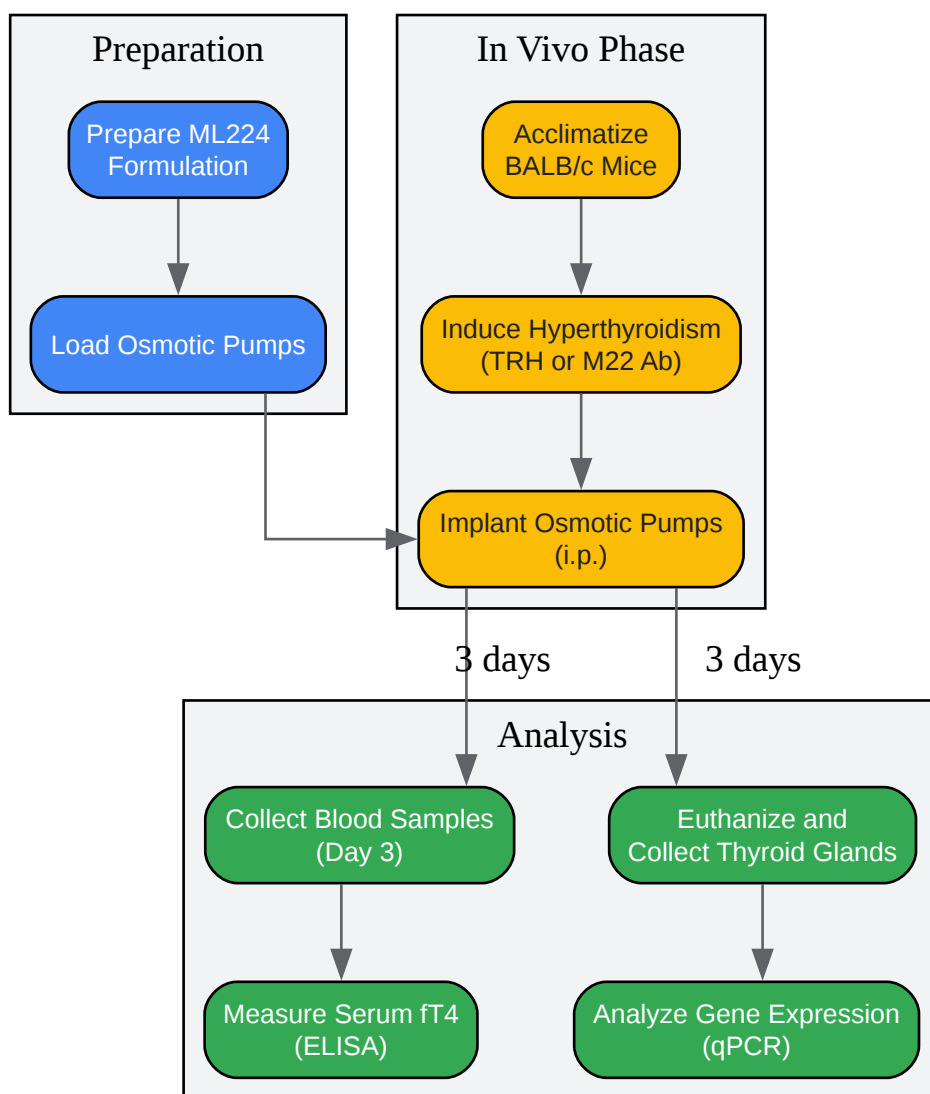 Preparation
Prepare ML224
Formulation
Load Osmotic Pumps
In Vivo Phase
Acclimatize
BALB/c Mice
Induce Hyperthyroidism
(TRH or M22 Ab)
Implant Osmotic Pumps
(i.p.)
3 days
3 days
Analysis
Collect Blood Samples
(Day 3)
Measure Serum fT4
(ELISA)
Euthanize and
Collect Thyroid Glands
Analyze Gene Expression
(qPCR)